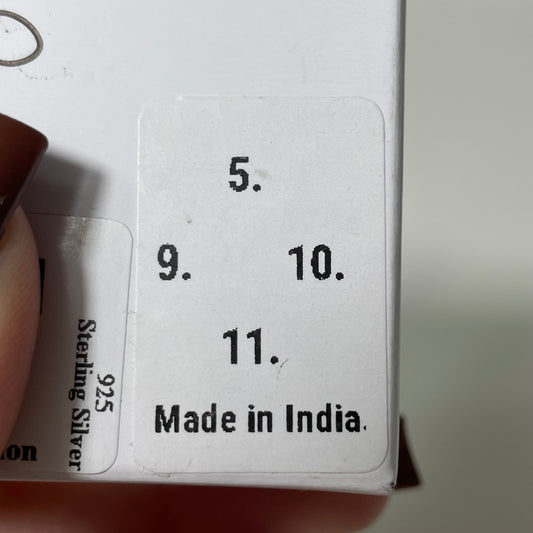 5.
9. 10.
11.
Made in India.
925
Sterling Silver